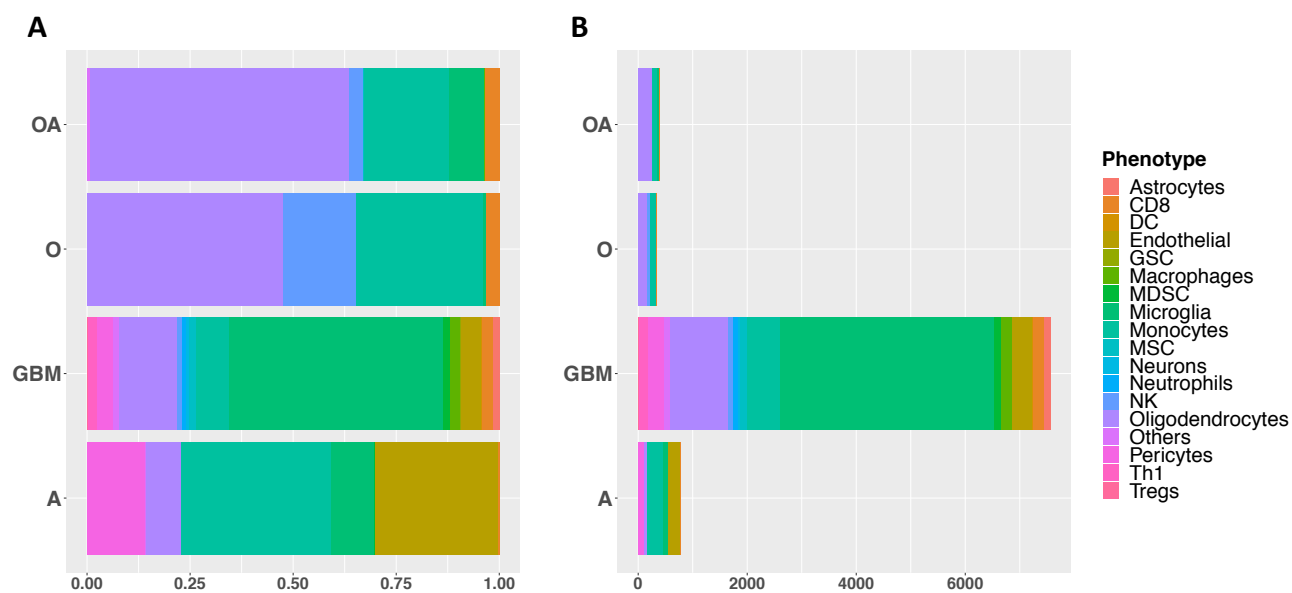 A
OA
O
GBM
A
0.00 0.25 0.50 0.75 1.00
B
OA
O
GBM
A
0 2000 4000 6000
Phenotype
Astrocytes
CD8
DC
Endothelial
GSC
Macrophages
MDSC
Microglia
Monocytes
MSC
Neurons
Neutrophils
NK
Oligodendrocytes
Others
Pericytes
Th1
Tregs